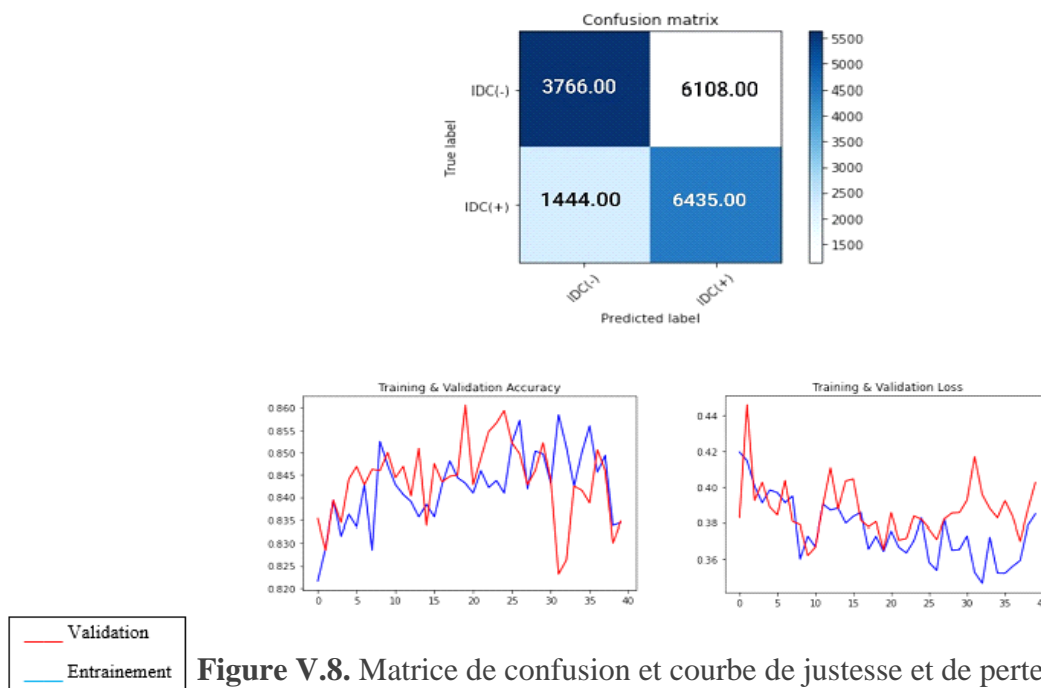 Confusion matrix
True label
IDC(-)
3766.00
6108.00
IDC(+)
1444.00
6435.00
IDC(-)
IDC(+)
Predicted label
5500
5000
4500
4000
3500
3000
2500
2000
1500
Training & Validation Accuracy
0.860
0.855
0.850
0.845
0.840
0.835
0.830
0.825
0.820
0 5 10 15 20 25 30 35 40
Training & Validation Loss
0.44
0.42
0.40
0.38
0.36
0 5 10 15 20 25 30 35
Validation
Entrainement
Figure V.8. Matrice de confusion et courbe de justesse et de perte